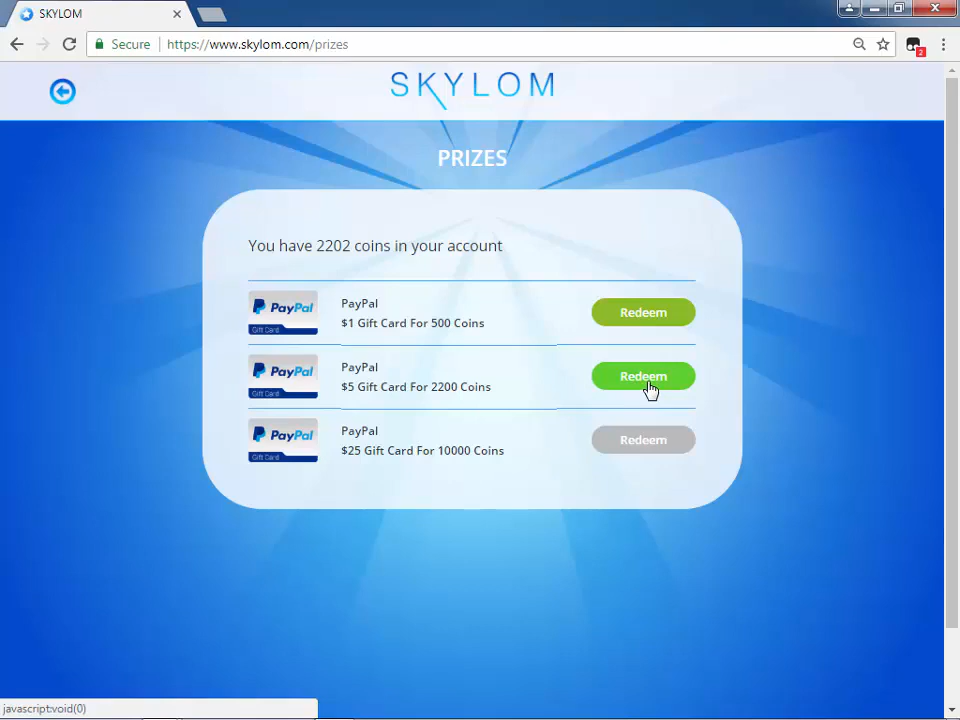 SKYLOM
Secure https://www.skylom.com/prizes
2
SKYLOM
PRIZES
You have 2202 coins in your account
PayPal
Gift Card
PayPal
$1 Gift Card For 500 Coins
Redeem
PayPal
Gift Card
PayPal
$5 Gift Card For 2200 Coins
Redeem
PayPal
Gift Card
PayPal
$25 Gift Card For 10000 Coins
Redeem
javascript:void(0)